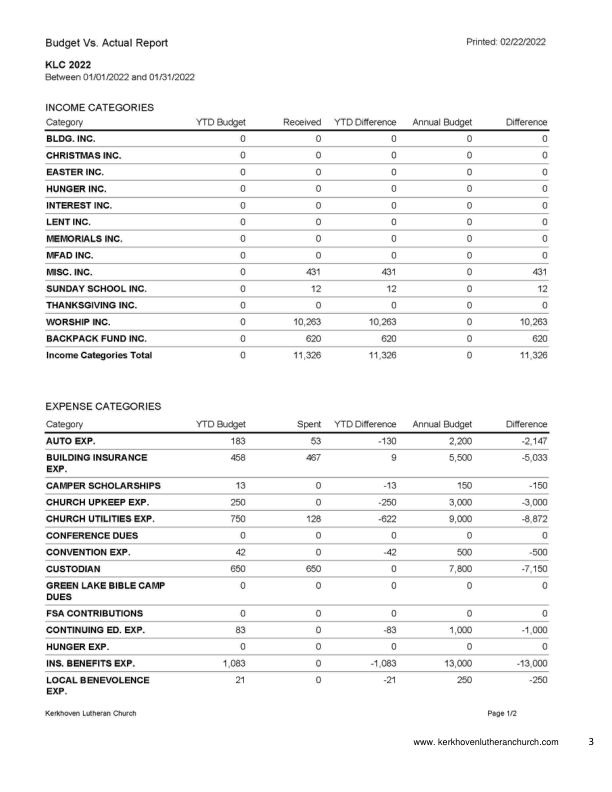 Budget Vs. Actual Report Printed: 02/22/2022
KLC 2022
Between 01/01/2022 and 01/31/2022
INCOME CATEGORIES
Category YTD Budget Received YTD Difference Annual Budget Difference
BLDG. INC. 0 0 0 0 0
CHRISTMAS INC. 0 0 0 0 0
EASTER INC. 0 0 0 0 0
HUNGER INC. 0 0 0 0 0
INTEREST INC. 0 0 0 0 0
LENT INC. 0 0 0 0 0
MEMORIALS INC. 0 0 0 0 0
MFAD INC. 0 0 0 0 0
MISC. INC. 0 431 431 0 431
SUNDAY SCHOOL INC. 0 12 12 0 12
THANKSGIVING INC. 0 0 0 0 0
WORSHIP INC. 0 10,263 10,263 0 10,263
BACKPACK FUND INC. 0 620 620 0 620
Income Categories Total 0 11,326 11,326 0 11,326
EXPENSE CATEGORIES
Category YTD Budget Spent YTD Difference Annual Budget Difference
AUTO EXP. 183 53 -130 2,200 -2,147
BUILDING INSURANCE 458 467 9 5,500 -5,033
EXP.
CAMPER SCHOLARSHIPS 13 0 -13 150 -150
CHURCH UPKEEP EXP. 250 0 -250 3,000 -3,000
CHURCH UTILITIES EXP. 750 128 -622 9,000 -8,872
CONFERENCE DUES 0 0 0 0 0
CONVENTION EXP. 42 0 -42 500 -500
CUSTODIAN 650 650 0 7,800 -7,150
GREEN LAKE BIBLE CAMP 0 0 0 0 0
DUES
FSA CONTRIBUTIONS 0 0 0 0 0
CONTINUING ED. EXP. 83 0 -83 1,000 -1,000
HUNGER EXP. 0 0 0 0 0
INS. BENEFITS EXP. 1,083 0 -1,083 13,000 -13,000
LOCAL BENEVOLENCE 21 0 -21 250 -250
EXP.
Kerkhoven Lutheran Church Page 1/2
www. kerkhovenlutheranchurch.com 3